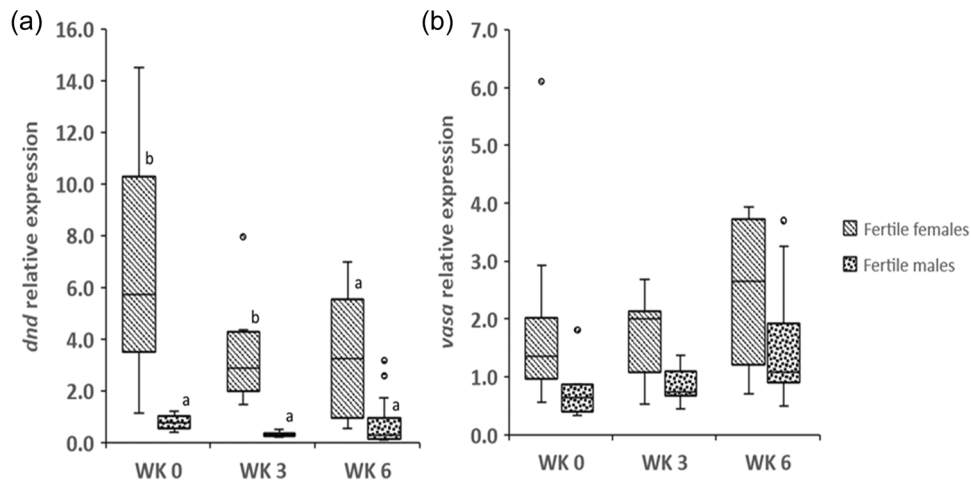 (a)
16.0
14.0
12.0
10.0
8.0
6.0
4.0
2.0
0.0
dnd relative expression
b
a
b
a
a
a
WK 0 WK 3 WK 6
(b)
7.0
6.0
5.0
4.0
3.0
2.0
1.0
0.0
vasa relative expression
WK 0 WK 3 WK 6
Fertile females
Fertile males